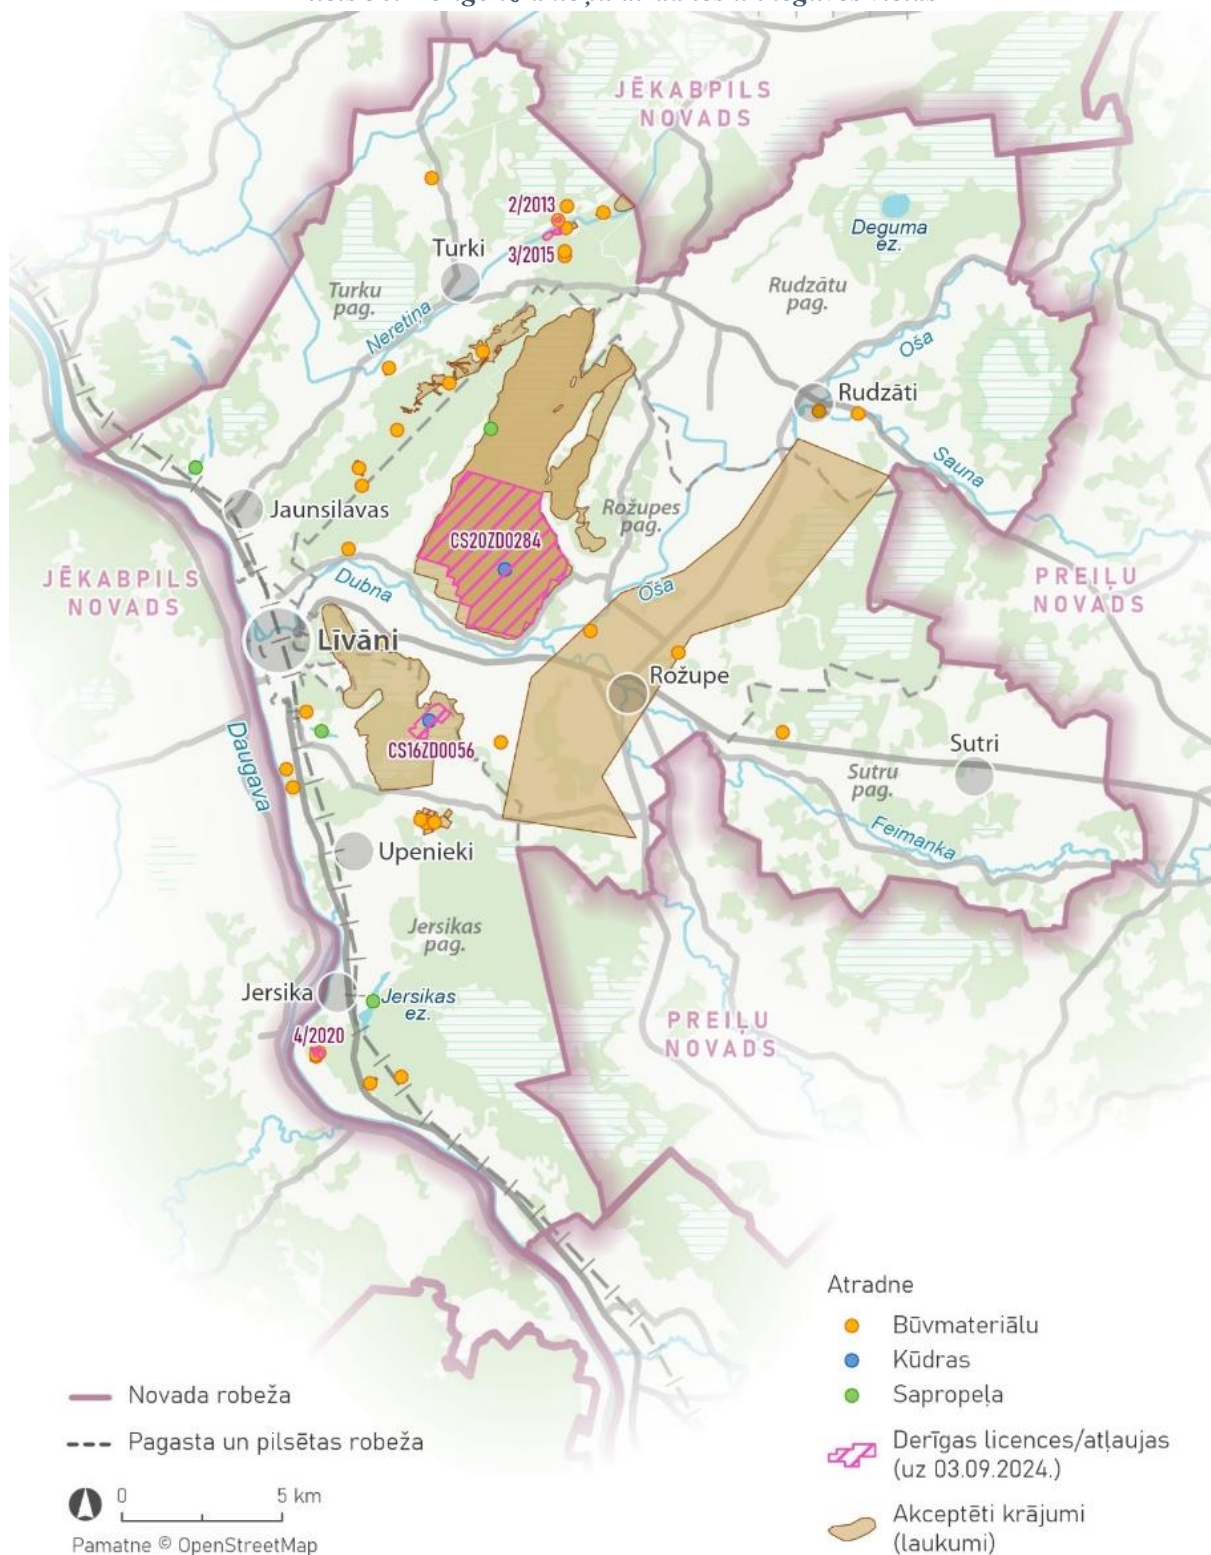 JĒKABPILS
NOVADS
2/2013
Deguma
ez.
Turki
3/2015
Rudzātu
pag.
Turku
pag.
Neretiņa
Oša
Rudzāti
Sauna
Jaunsilavas
Rožupes
pag.
CS20ZD0284
JĒKABPILS
NOVADS
Dubna
Oša
PREIĻU
NOVADS
Līvāni
Rožupe
Daugava
CS16ZD0056
Sutri
Sutru
pag.
Feimanka
Upenieki
Jersikas
pag.
Jersika
Jersikas
ez.
PREIĻU
NOVADS
4/2020
Atradne
Būvmateriālu
Kūdras
Sapropeļa
Derīgas licences/atļaujas
(uz 03.09.2024.)
Akceptēti krājumi
(laukumi)
Novada robeža
Pagasta un pilsētas robeža
0 5 km
Pamatne © OpenStreetMap